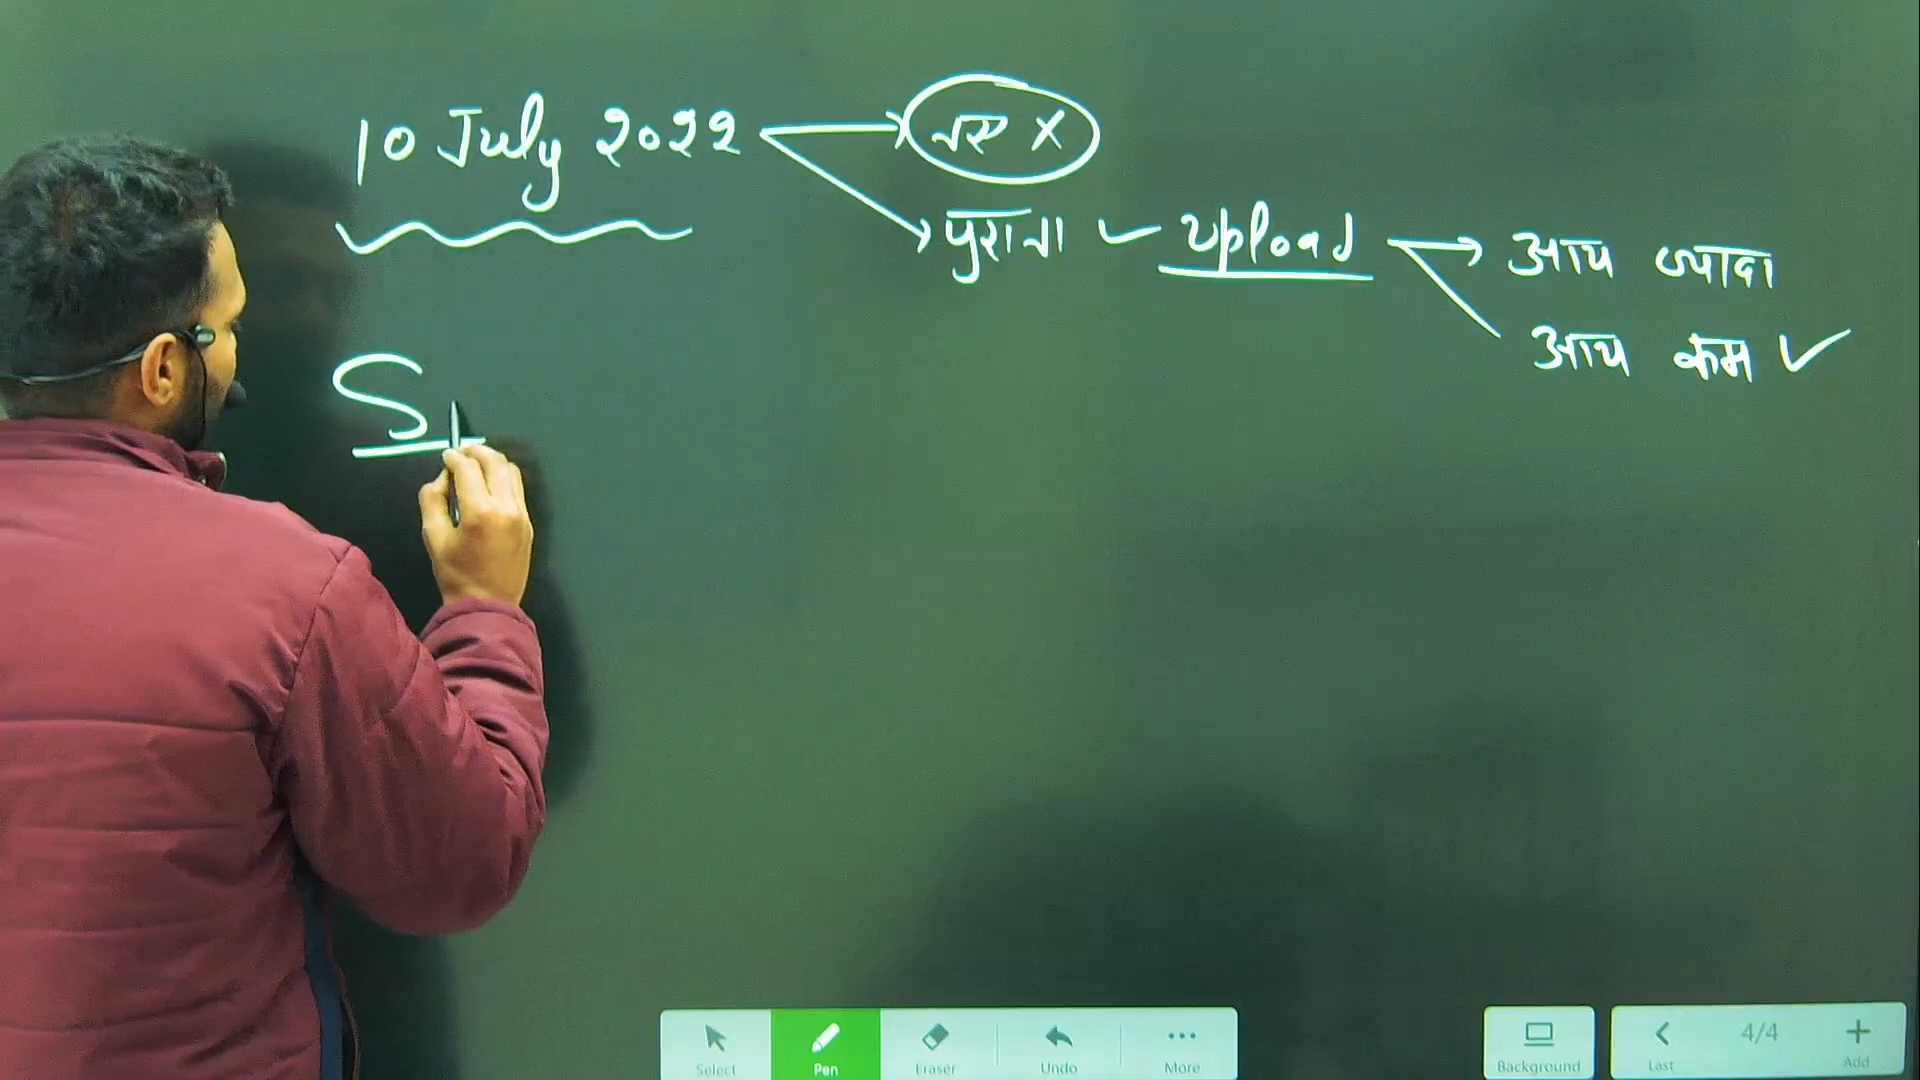 10 July 2022 → नए X
→ पुराना ✓ Upload → आय ज्यादा
आय कम ✓
S
Select Pen Eraser Undo More Background Last 4/4 Add